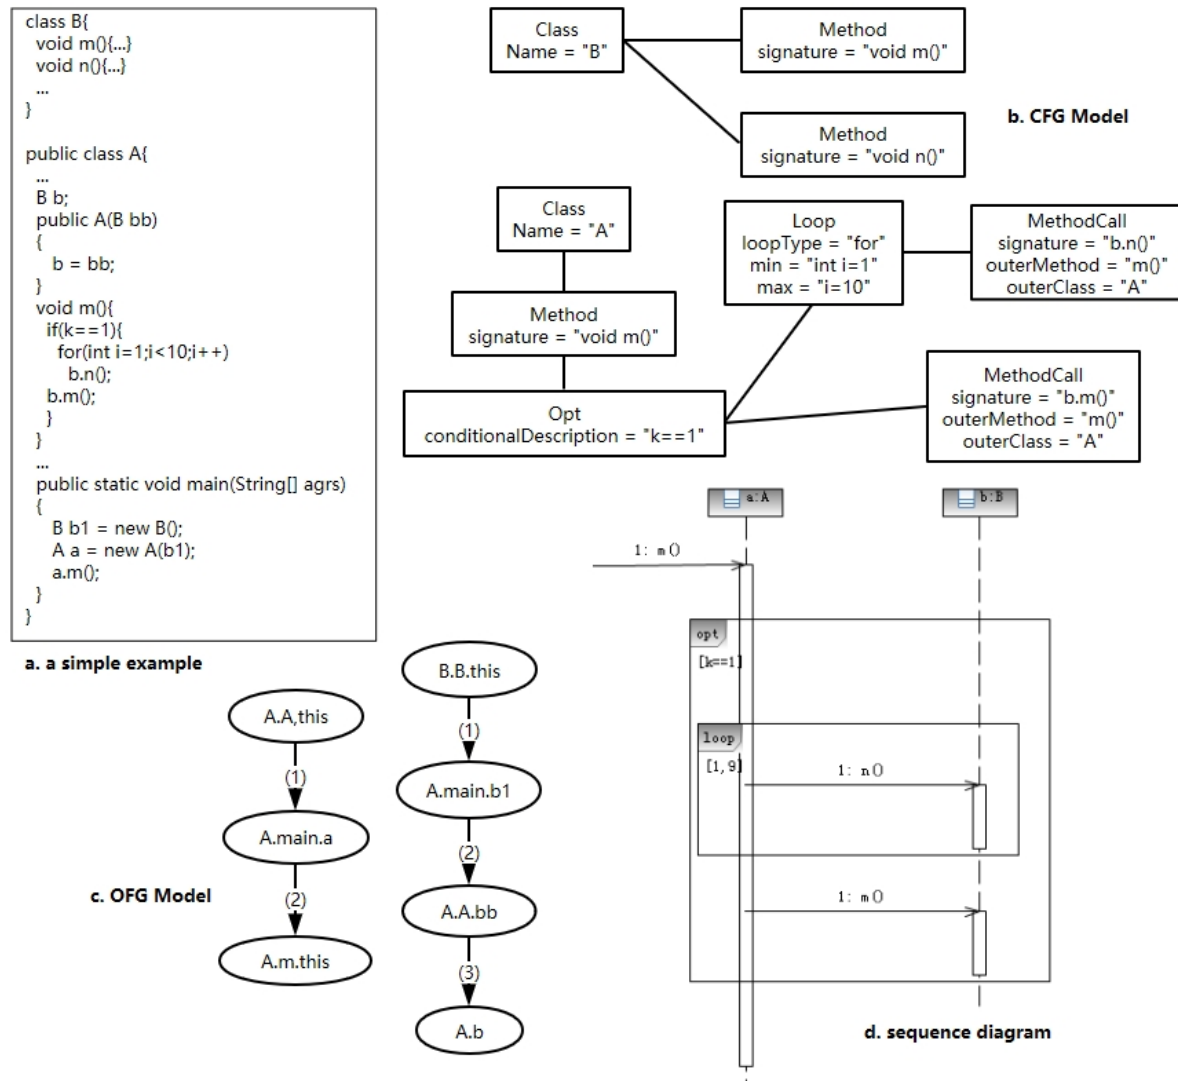 class B{
void m(){...}
void n(){...}
...
}
public class A{
...
B b;
public A(B bb)
{
b = bb;
}
void m(){
if(k==1){
for(int i=1;i<10;i++)
b.n();
b.m();
}
}
...
public static void main(String[] agrs)
{
B b1 = new B();
A a = new A(b1);
a.m();
}
}
a. a simple example
Class
Name = "B"
Method
signature = "void m()"
Method
signature = "void n()"
b. CFG Model
Class
Name = "A"
Method
signature = "void m()"
Opt
conditionalDescription = "k==1"
Loop
loopType = "for"
min = "int i=1"
max = "i=10"
MethodCall
signature = "b.n()"
outerMethod = "m()"
outerClass = "A"
MethodCall
signature = "b.m()"
outerMethod = "m()"
outerClass = "A"
A.A,this
(1)
A.main.a
(2)
A.m.this
B.B.this
(1)
A.main.b1
(2)
A.A.bb
(3)
A.b
c. OFG Model
a:A
b:B
1: m()
opt
[k==1]
loop
[1,9]
1: n()
1: m()
d. sequence diagram